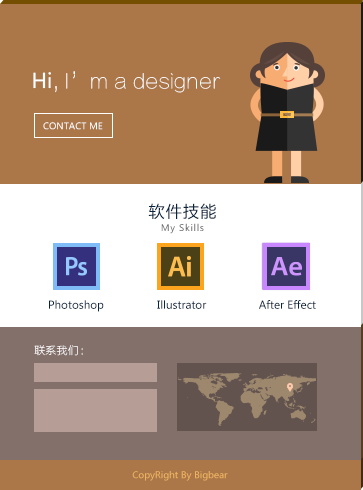 Hi, I’m a designer
CONTACT ME
软件技能
My Skills
Ps
Ai
Ae
Photoshop
Illustrator
After Effect
联系我们：
CopyRight By Bigbear